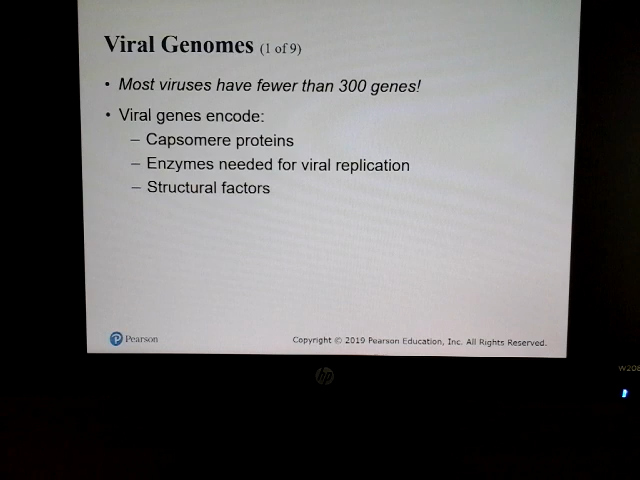 Viral Genomes (1 of 9)
• Most viruses have fewer than 300 genes!
• Viral genes encode:
– Capsomere proteins
– Enzymes needed for viral replication
– Structural factors
Pearson
Copyright © 2019 Pearson Education, Inc. All Rights Reserved.
hp